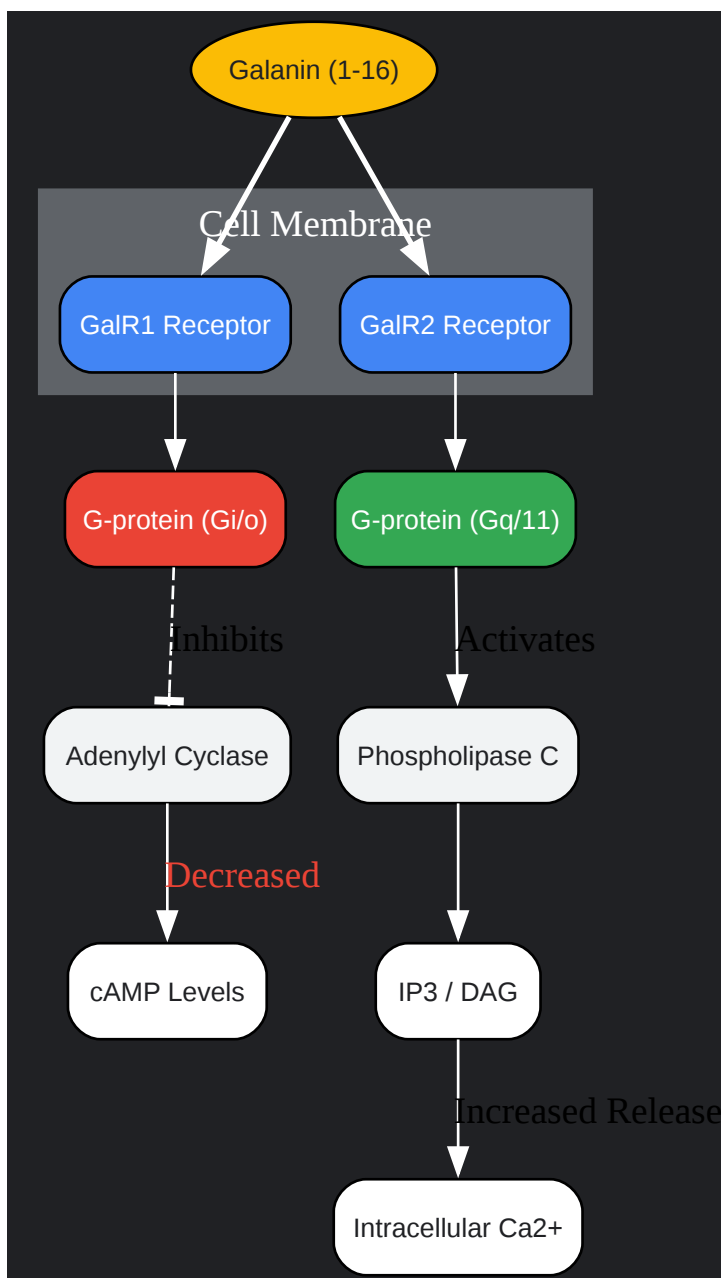 Galanin (1-16)
Cell Membrane
GalR1 Receptor
GalR2 Receptor
G-protein (Gi/o)
G-protein (Gq/11)
Inhibits
Activates
Adenylyl Cyclase
Phospholipase C
Decreased
cAMP Levels
IP3 / DAG
Increased Release
Intracellular Ca2+